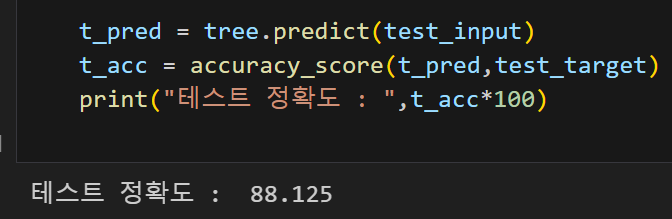 t_pred = tree.predict(test_input)
t_acc = accuracy_score(t_pred,test_target)
print("테스트 정확도 : ",t_acc*100)
테스트 정확도 :  88.125